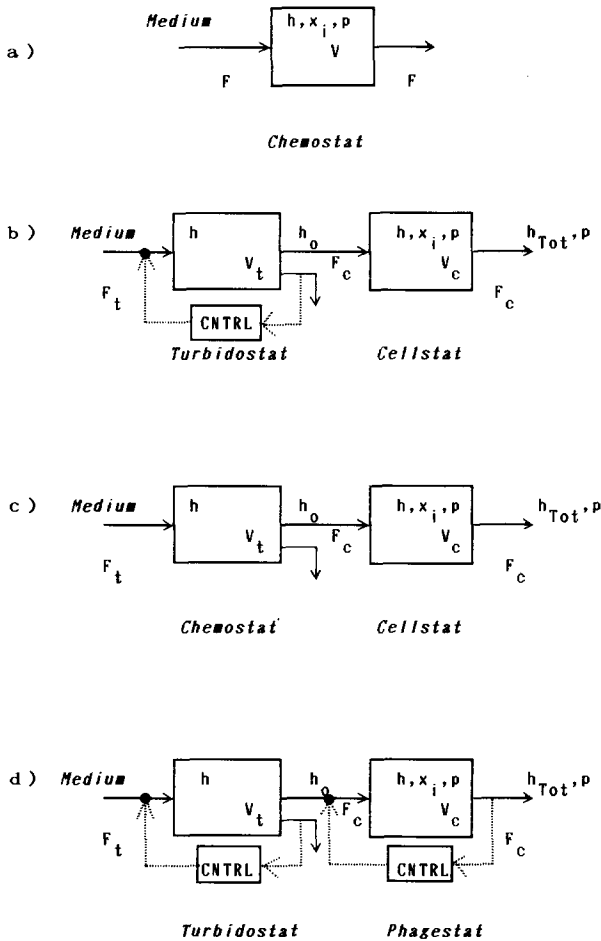 a)
Medium
h, x_i, p
V
F
F
Chemostat
b)
Medium
h
h_o
h, x_i, p
h_Tot, p
V_t
F_c
V_c
F_t
F_c
CNTRL
Turbidostat
Cellstat
c)
Medium
h
h_o
h, x_i, p
h_Tot, p
V_t
F_c
V_c
F_t
F_c
Chemostat
Cellstat
d)
Medium
h
h_o
h, x_i, p
h_Tot, p
V_t
F_c
V_c
F_t
F_c
CNTRL
CNTRL
Turbidostat
Phagestat